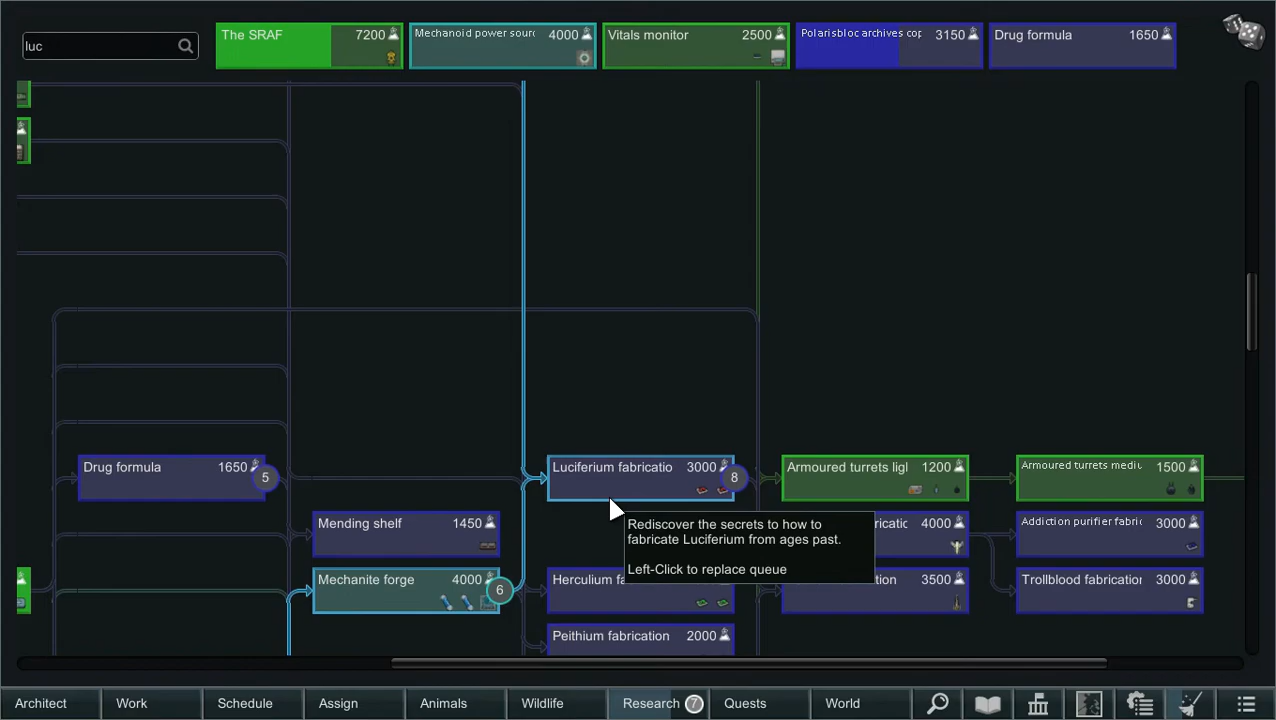 luc
The SRAF 7200
Mechanoid power sourc 4000
Vitals monitor 2500
Polarisbloc archives cop 3150
Drug formula 1650
Drug formula 1650
5
Luciferium fabricatio 3000
8
Armoured turrets ligl 1200
Armoured turrets mediu 1500
Mending shelf 1450
Rediscover the secrets to how to
fabricate Luciferium from ages past.
Left-Click to replace queue
4000
Addiction purifier fabric 3000
Mechanite forge 4000
6
Herculium fa
3500
Trollblood fabrication 3000
Peithium fabrication 2000
Architect Work Schedule Assign Animals Wildlife Research 7 Quests World